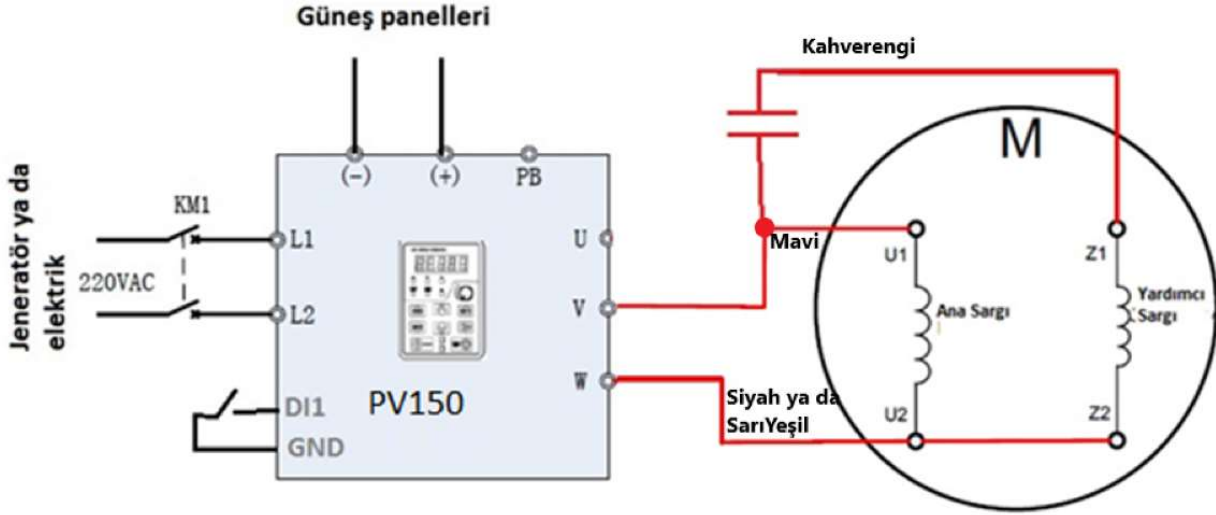 Güneş panelleri
Kahverengi
M
(-)
(+)
PB
Jeneratör ya da
elektrik
KM1
L1
U
Mavi
U1
Z1
220VAC
L2
V
Ana Sargı
Yardımcı
Sargı
W
Siyah ya da
SarıYeşil
PV150
DI1
GND
U2
Z2